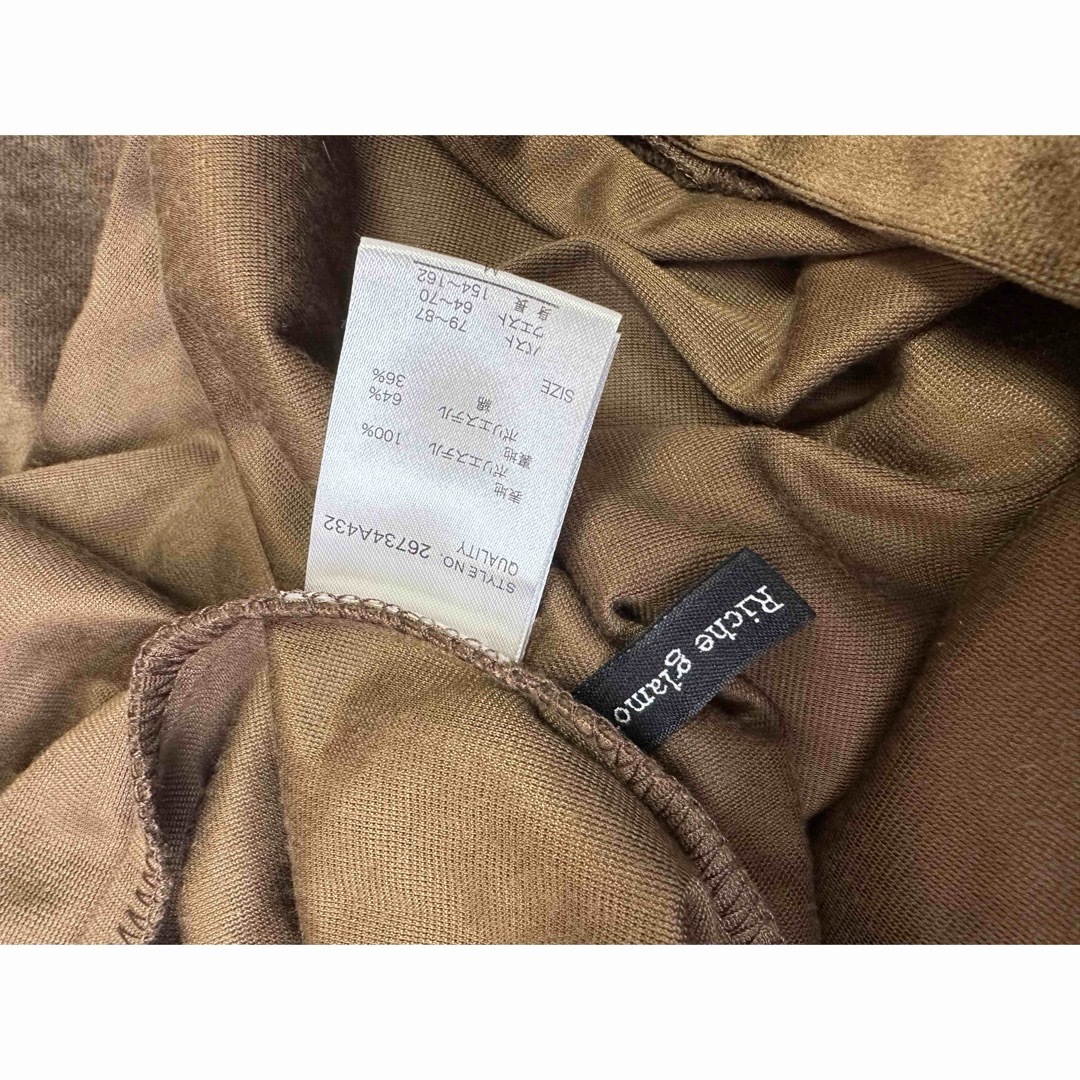 STYLE NO. 26734A432
QUALITY
表地
ポリエステル 100%
裏地
ポリエステル 64%
綿 36%
SIZE
バスト 79~87
ウエスト 64~70
身長 154~162
M
Riche glamo